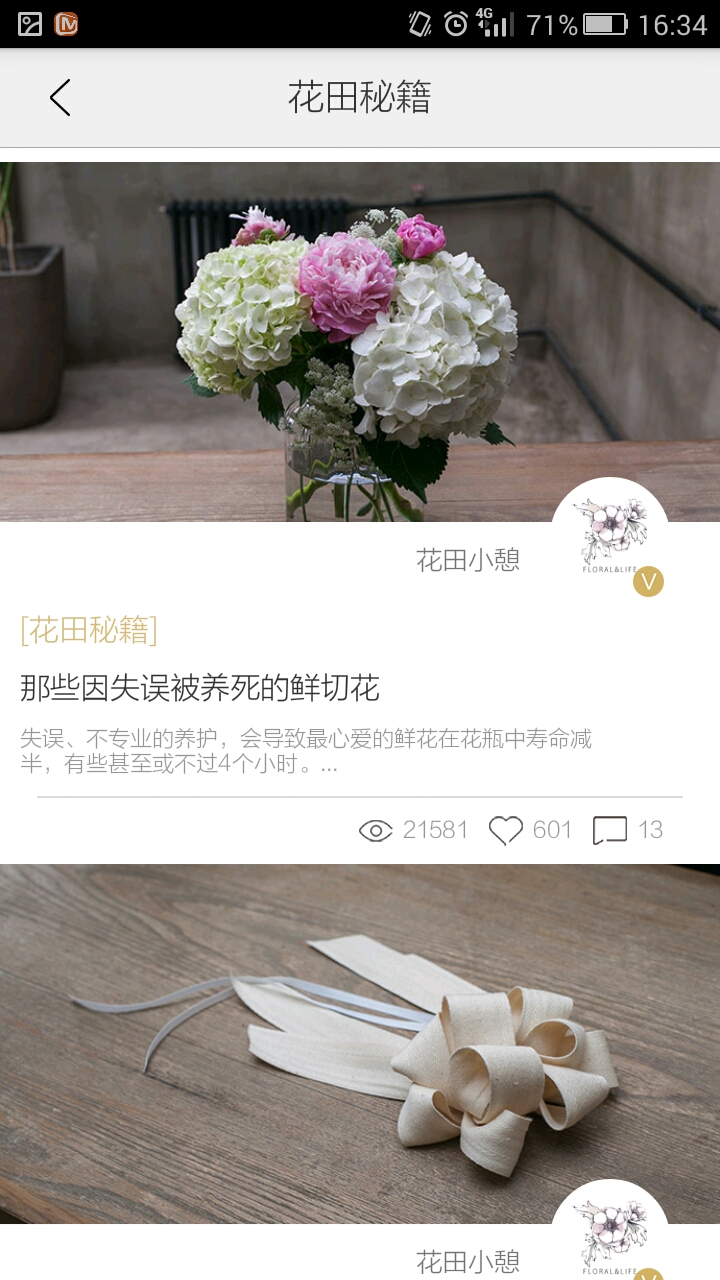 4G 71% 16:34
花田秘籍
花田小憩
FLORAL&LIFE
V
[花田秘籍]
那些因失误被养死的鲜切花
失误、不专业的养护，会导致最心爱的鲜花在花瓶中寿命减
半，有些甚至或不过4个小时。...
21581 601 13
花田小憩
FLORAL&LIFE
V